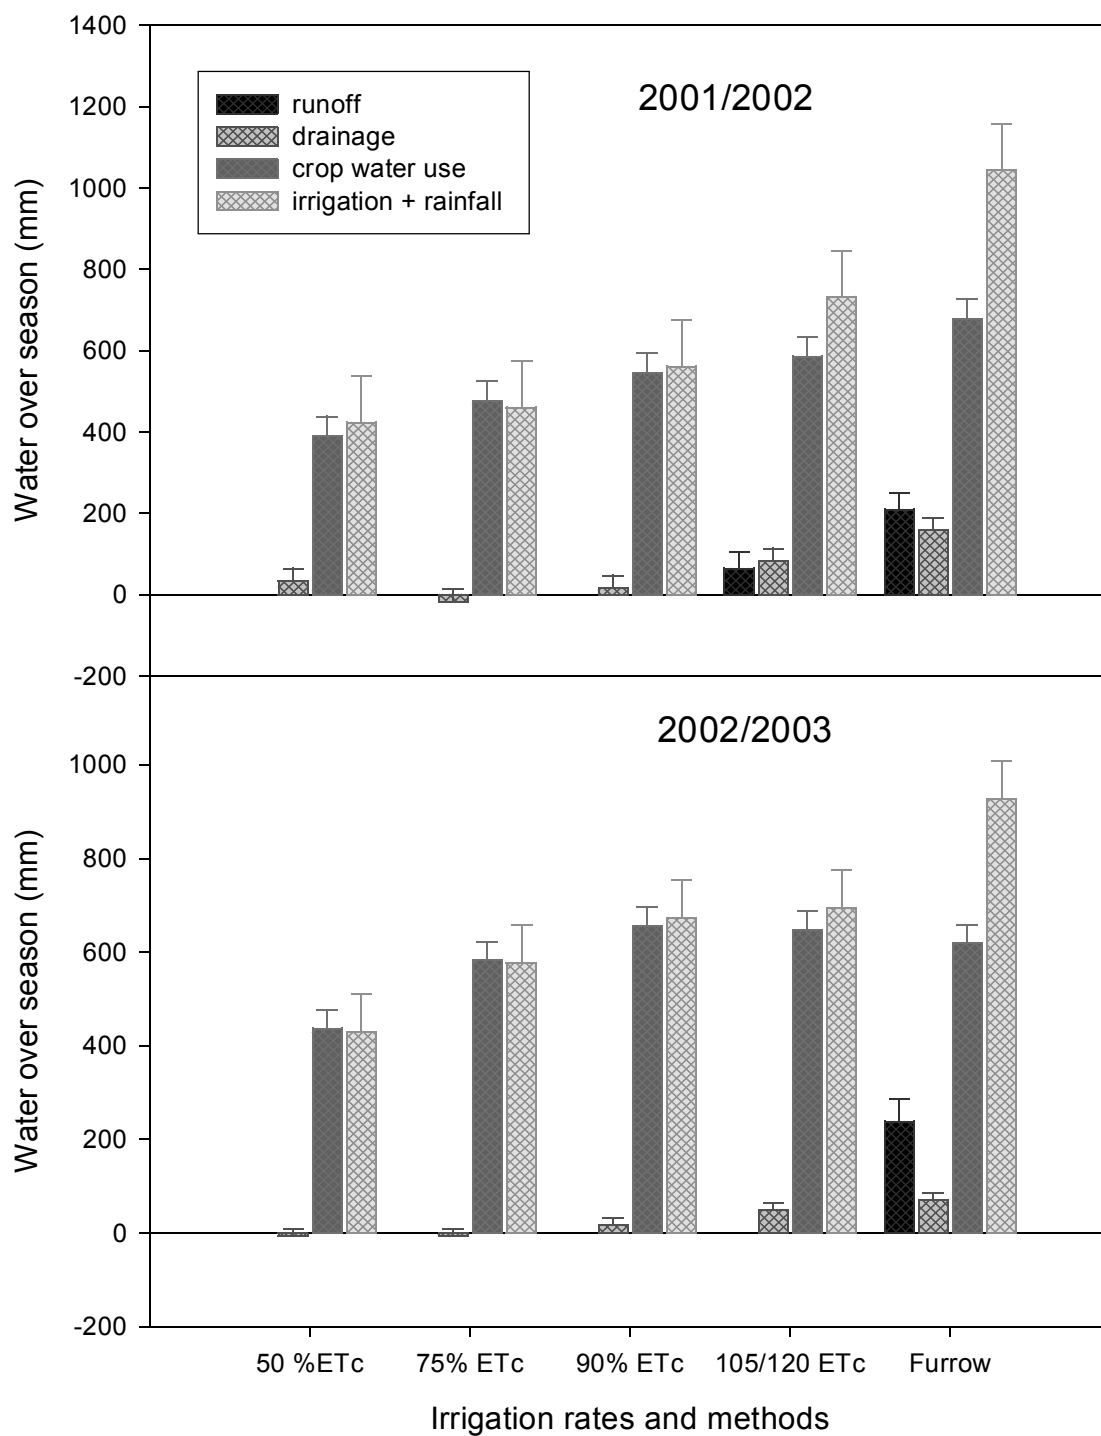 1400
1200
1000
800
600
400
200
0
-200
Water over season (mm)
2001/2002
runoff
drainage
crop water use
irrigation + rainfall
2002/2003
1000
800
600
400
200
0
-200
Water over season (mm)
50 %ETc 75% ETc 90% ETc 105/120 ETc Furrow
Irrigation rates and methods